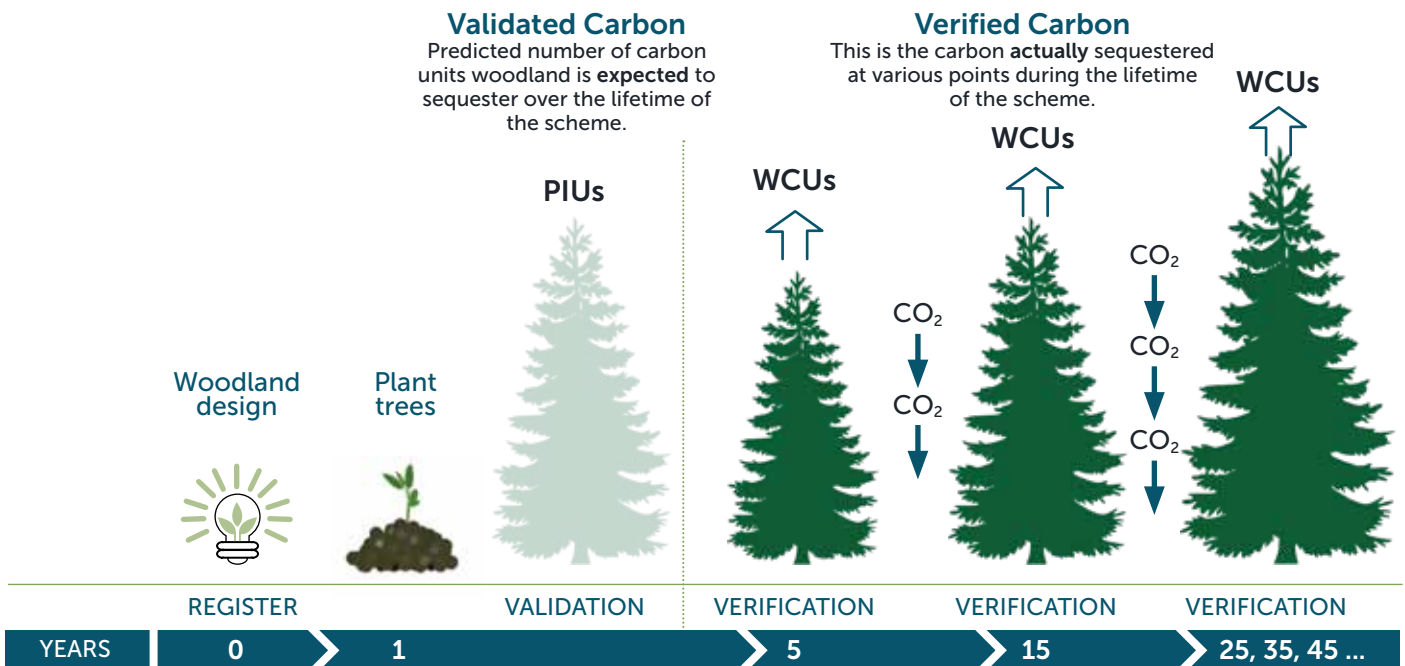 Validated Carbon
Predicted number of carbon
units woodland is expected to
sequester over the lifetime of
the scheme.
Verified Carbon
This is the carbon actually sequestered
at various points during the lifetime
of the scheme.
PIUs
WCUs
WCUs
WCUs
CO₂
CO₂
CO₂
CO₂
CO₂
Woodland
design
Plant
trees
REGISTER
VALIDATION
VERIFICATION
VERIFICATION
VERIFICATION
YEARS
0
1
5
15
25, 35, 45 ...